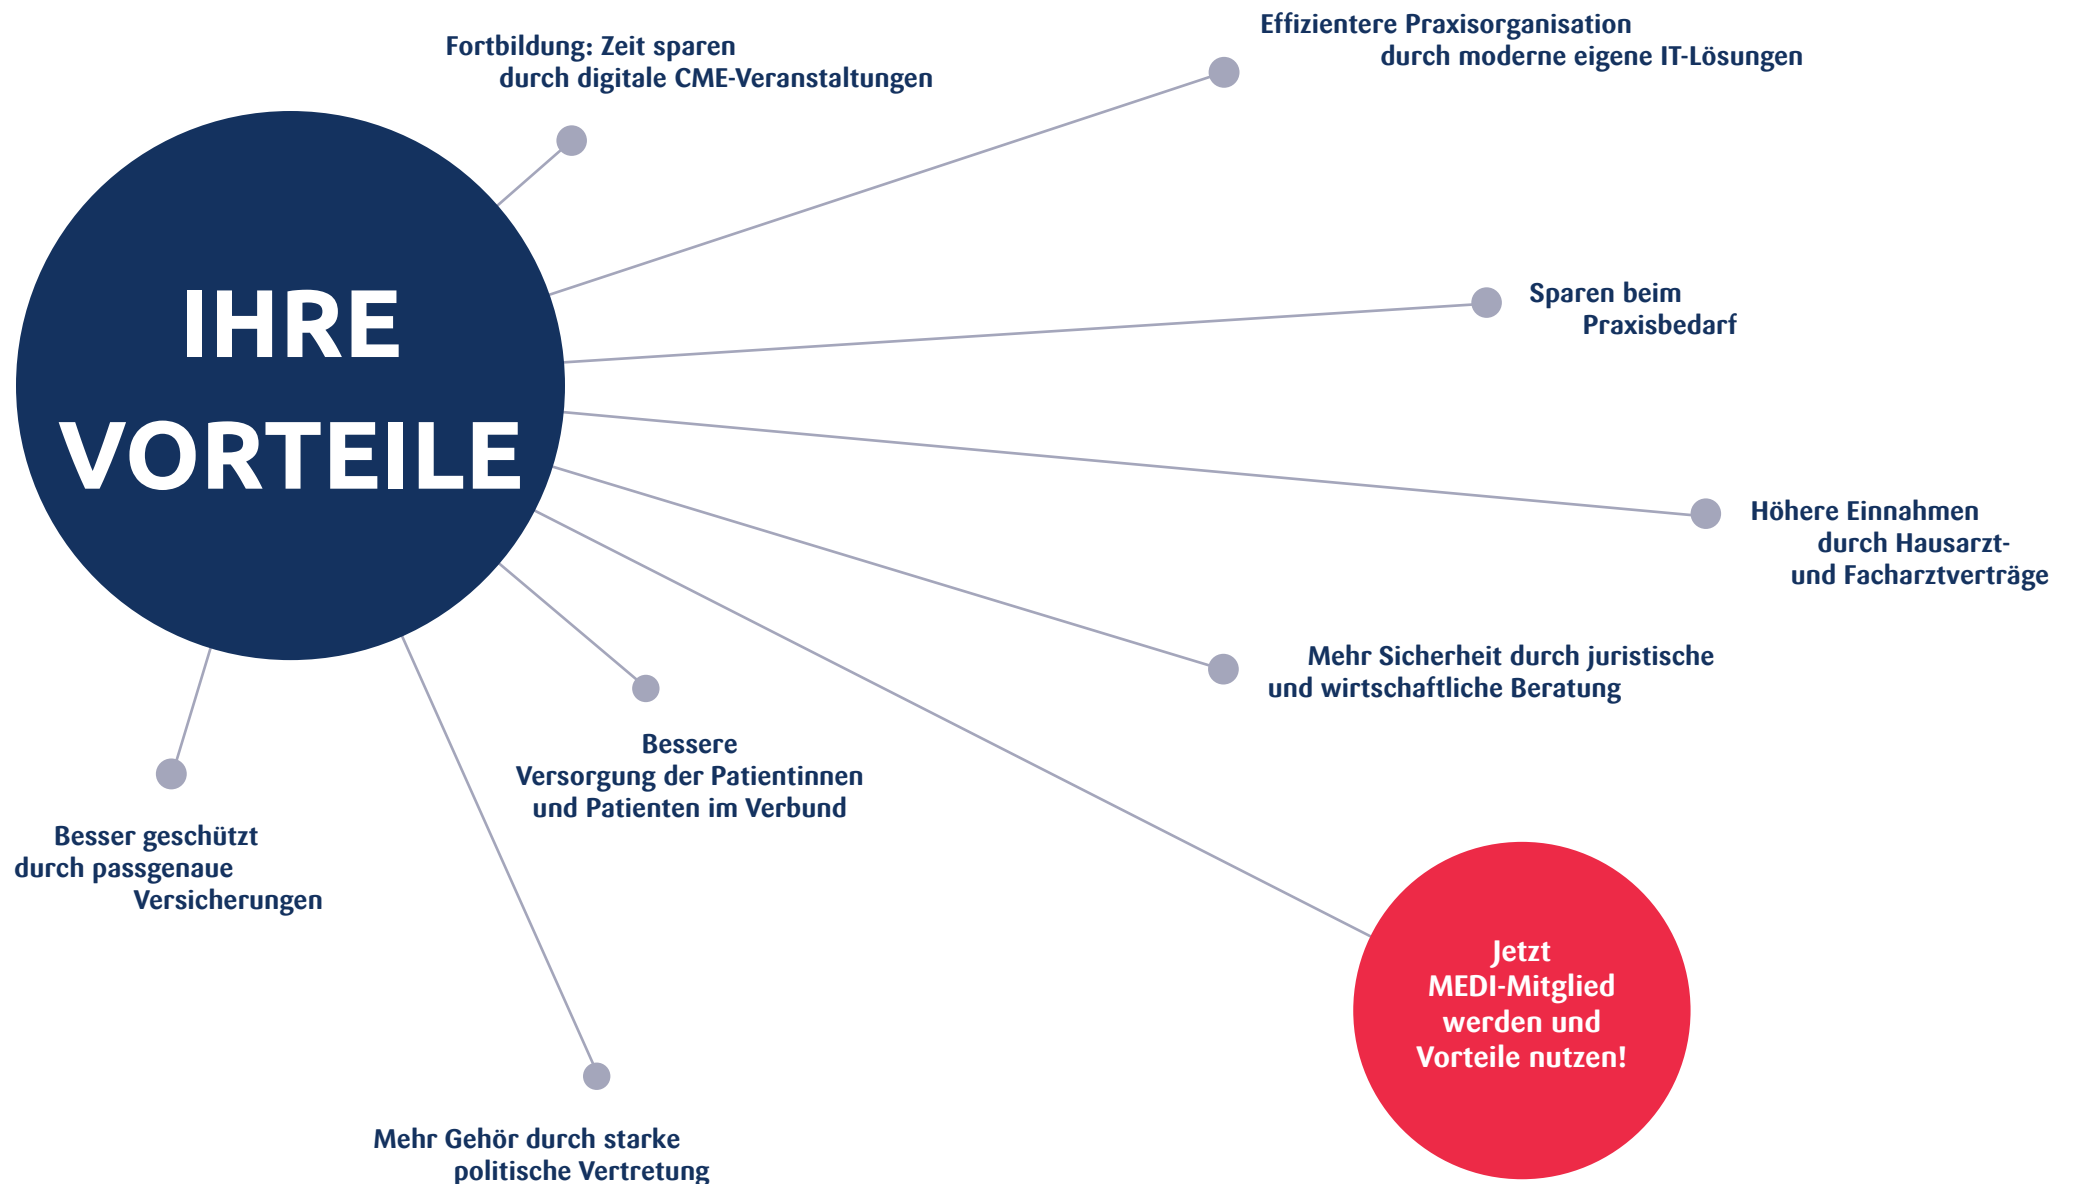 Fortbildung: Zeit sparen
durch digitale CME-Veranstaltungen
Effizientere Praxisorganisation
durch moderne eigene IT-Lösungen
IHRE
VORTEILE
Sparen beim
Praxisbedarf
Höhere Einnahmen
durch Hausarzt-
und Facharztverträge
Mehr Sicherheit durch juristische
und wirtschaftliche Beratung
Bessere
Versorgung der Patientinnen
und Patienten im Verbund
Besser geschützt
durch passgenaue
Versicherungen
Jetzt
MEDI-Mitglied
werden und
Vorteile nutzen!
Mehr Gehör durch starke
politische Vertretung